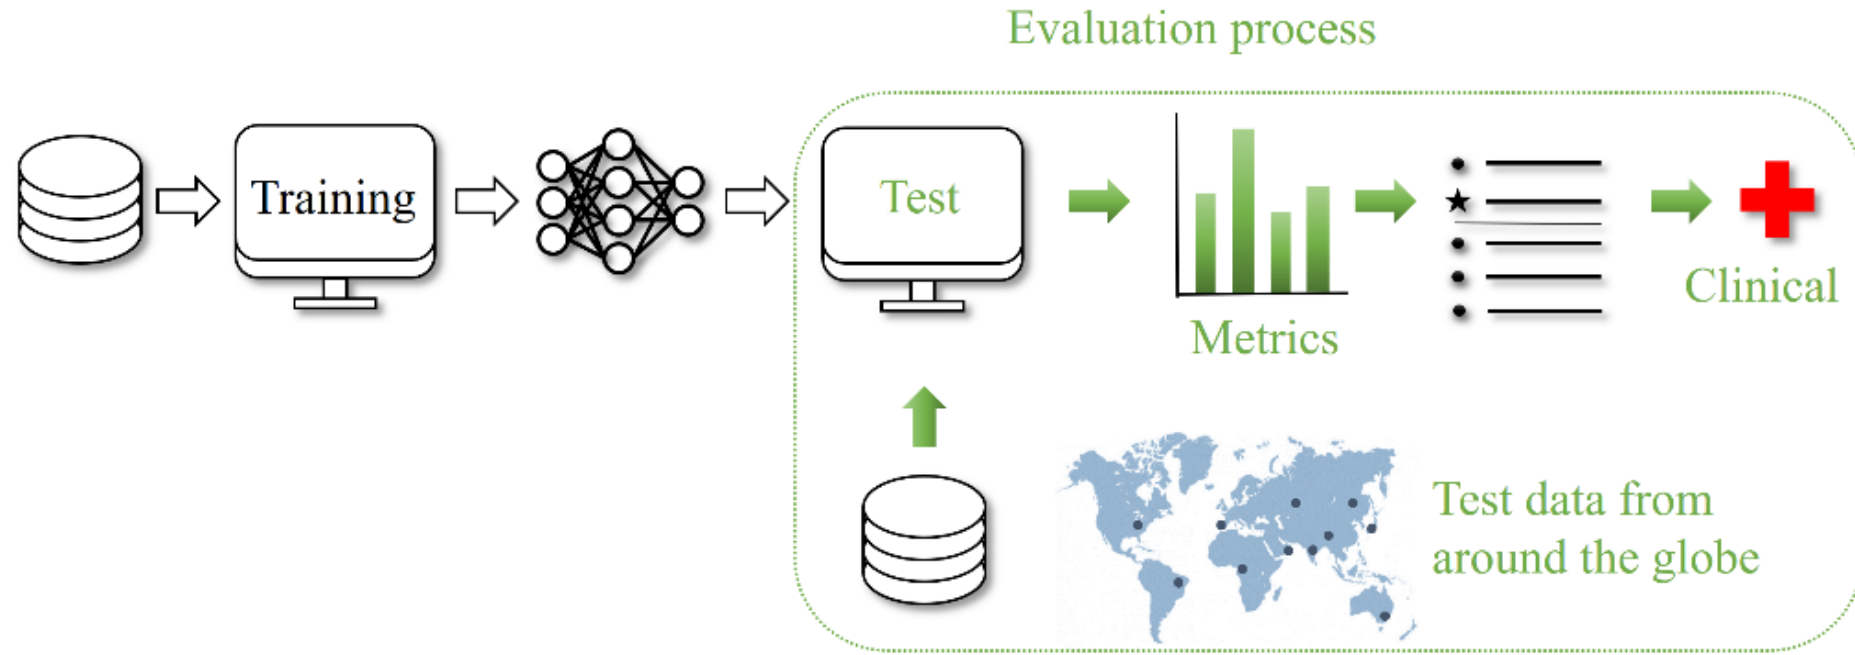 Evaluation process
Training
Test
Metrics
Clinical
Test data from
around the globe